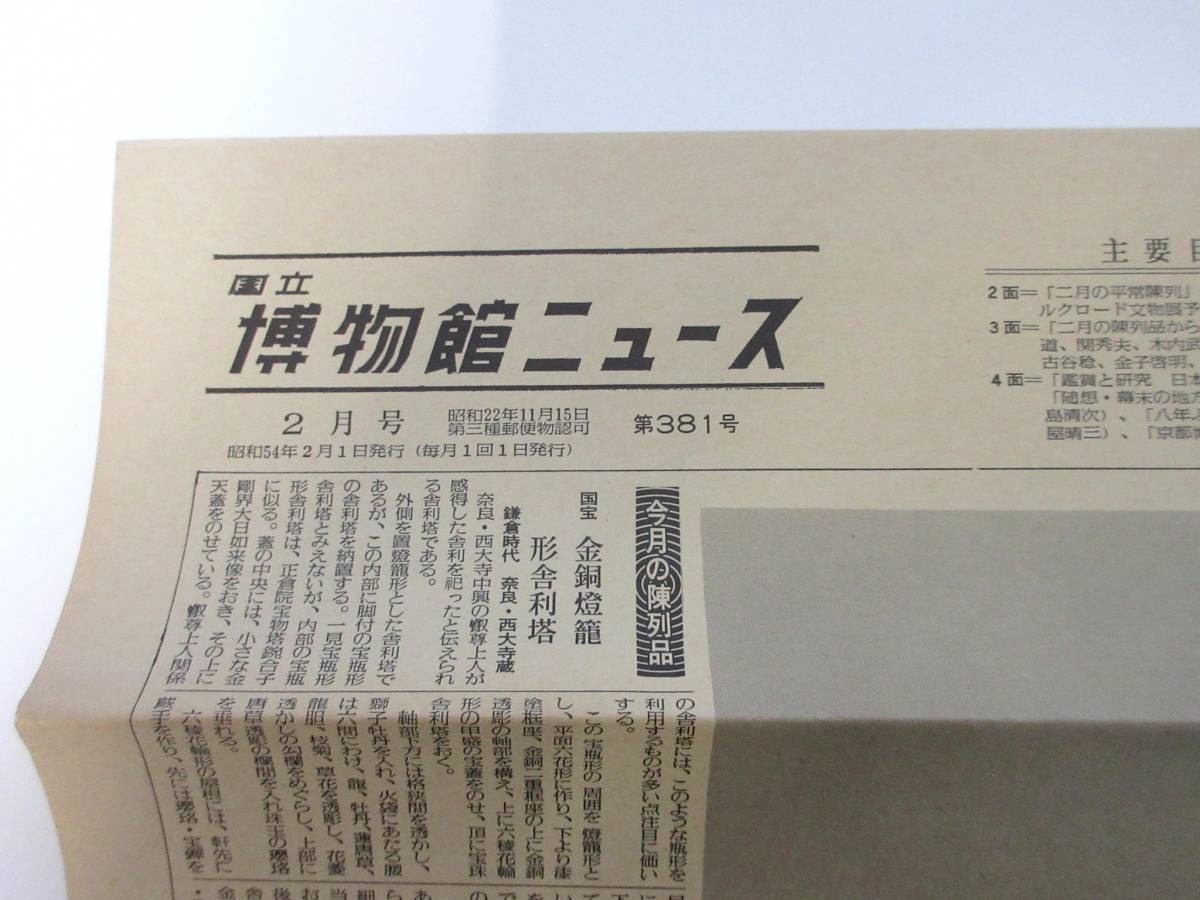 国立
博物館ニュース
2月号
昭和22年11月15日
第三種郵便物認可
第381号
昭和54年2月1日発行（毎月1回1日発行）
主要目
2面＝「二月の平常陳列」
ルクロード文物展予
3面＝「二月の陳列品から
道、関秀夫、木内武
古谷稔、金子啓明、
4面＝「鑑賞と研究　日本
「随想・幕末の地方
島清次）、「八年ぶ
屋晴三）、「京都博
今月の陳列品
国宝　金銅燈籠
形舎利塔
鎌倉時代　奈良・西大寺蔵
奈良・西大寺中興の叡尊上人が
感得した舎利を祀ったと伝えられ
る舎利塔である。
外側を置燈籠形とした舎利塔で
あるが、この内部に脚付の宝瓶形
の舎利塔を納置する。一見宝瓶形
舎利塔とみえないが、内部の宝瓶
形舎利塔は、正倉院宝物塔鋺合子
に似る。蓋の中央には、小さな金
剛界大日如来像をおき、その上に
天蓋をのせている。叡尊上人関係
の舎利塔には、このような瓶形を
利用するものが多い点注目に価い
する。
この宝瓶形の周囲を燈籠形と
し、平面六花形に作り、下より漆
塗框座、金銅二重框座の上に金銅
透彫の軸部を構え、上に六稜花輪
形の甲盛の宝蓋をのせ、頂に宝珠
舎利塔をおく。
軸部下方には格狭間を透かし、
獅子牡丹を入れ、火袋にあたる腰
は六間にわけ、龍、牡丹、蓮唐草、
龍胆、枝菊、草花を透彫し、花菱
透かしの勾欄をめぐらし、上部に
唐草透彫の欄間を入れ珠玉の瓔珞
を垂れる。
六稜花輪形の屋根には、軒先に
蕨手を作り、先には瓔珞・宝鐸を